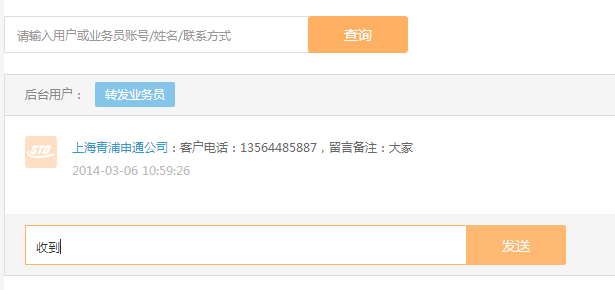 请输入用户或业务员账号/姓名/联系方式 查询
后台用户： 转发业务员
STO 上海青浦申通公司：客户电话：13564485887，留言备注：大家
2014-03-06 10:59:26
收到 发送